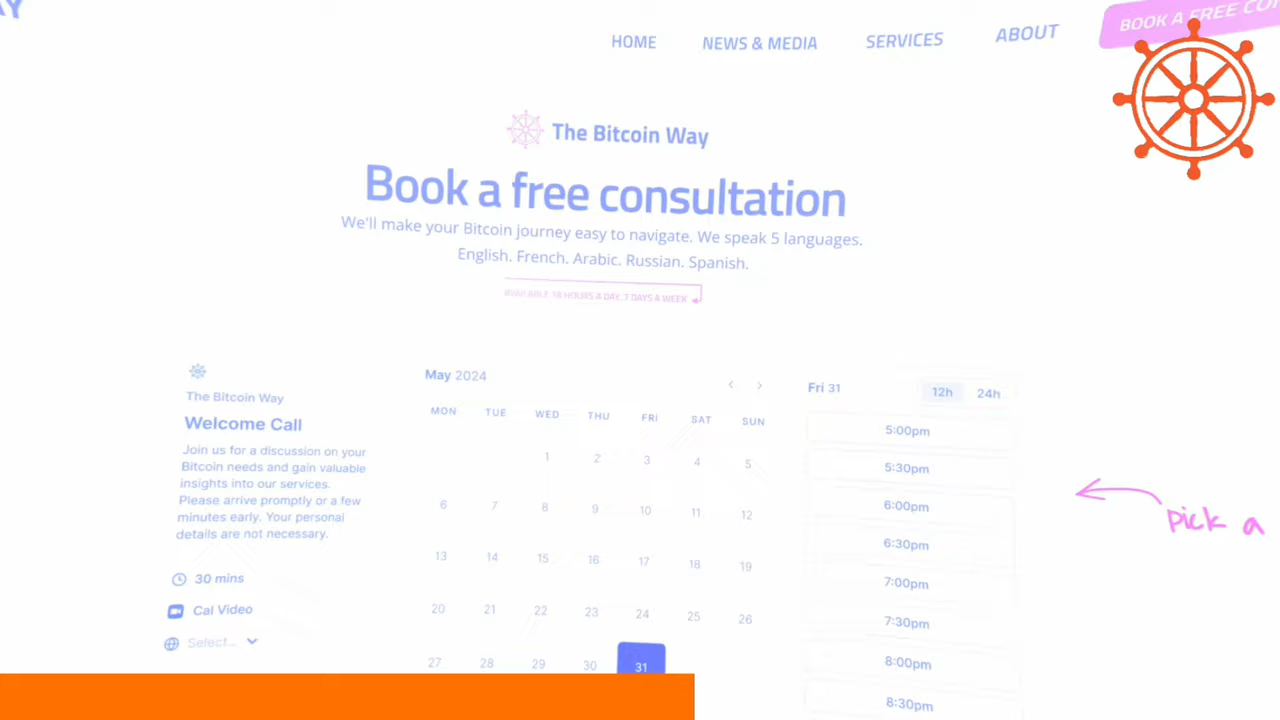 AY
HOME NEWS & MEDIA SERVICES ABOUT BOOK A FREE CON
The Bitcoin Way
Book a free consultation
We'll make your Bitcoin journey easy to navigate. We speak 5 languages.
English. French. Arabic. Russian. Spanish.
AVAILABLE 18 HOURS A DAY, 7 DAYS A WEEK
The Bitcoin Way
Welcome Call
Join us for a discussion on your
Bitcoin needs and gain valuable
insights into our services.
Please arrive promptly or a few
minutes early. Your personal
details are not necessary.
30 mins
Cal Video
Select...
May 2024
MON TUE WED THU FRI SAT SUN
1 2 3 4 5
6 7 8 9 10 11 12
13 14 15 16 17 18 19
20 21 22 23 24 25 26
27 28 29 30 31
Fri 31 12h 24h
5:00pm
5:30pm
6:00pm
6:30pm
7:00pm
7:30pm
8:00pm
8:30pm
pick a